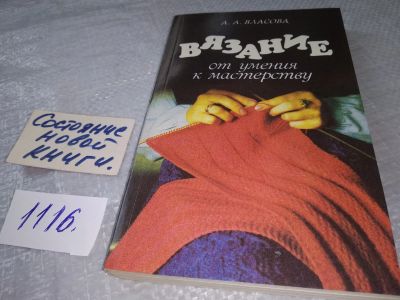 А. А. ВЛАСОВА
ВЯЗАНИЕ
от умения
к мастерству
Состояние
новой
книги.
1116.